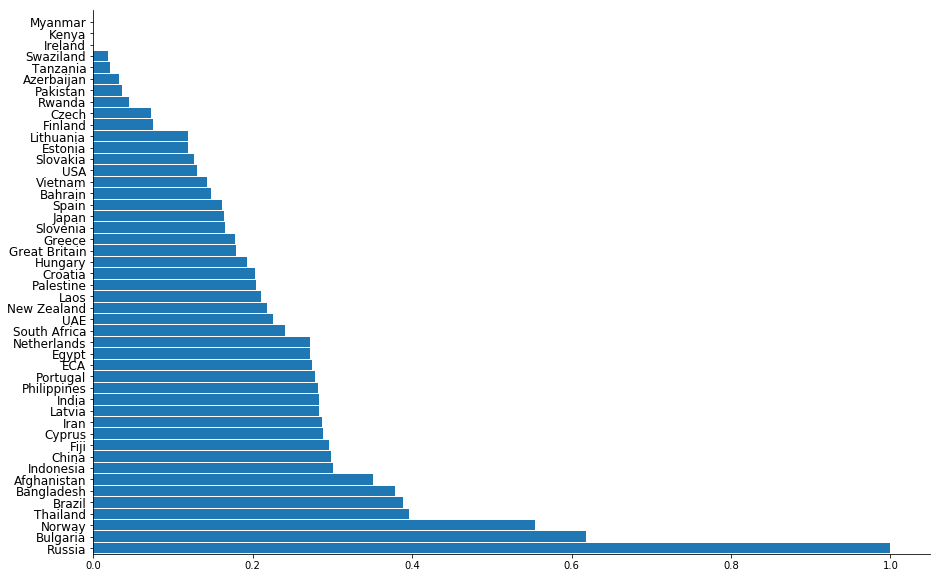 Myanmar
Kenya
Ireland
Swaziland
Tanzania
Azerbaijan
Pakistan
Rwanda
Czech
Finland
Lithuania
Estonia
Slovakia
USA
Vietnam
Bahrain
Spain
Japan
Slovenia
Greece
Great Britain
Hungary
Croatia
Palestine
Laos
New Zealand
UAE
South Africa
Netherlands
Egypt
ECA
Portugal
Philippines
India
Latvia
Iran
Cyprus
Fiji
China
Indonesia
Afghanistan
Bangladesh
Brazil
Thailand
Norway
Bulgaria
Russia
0.0 0.2 0.4 0.6 0.8 1.0